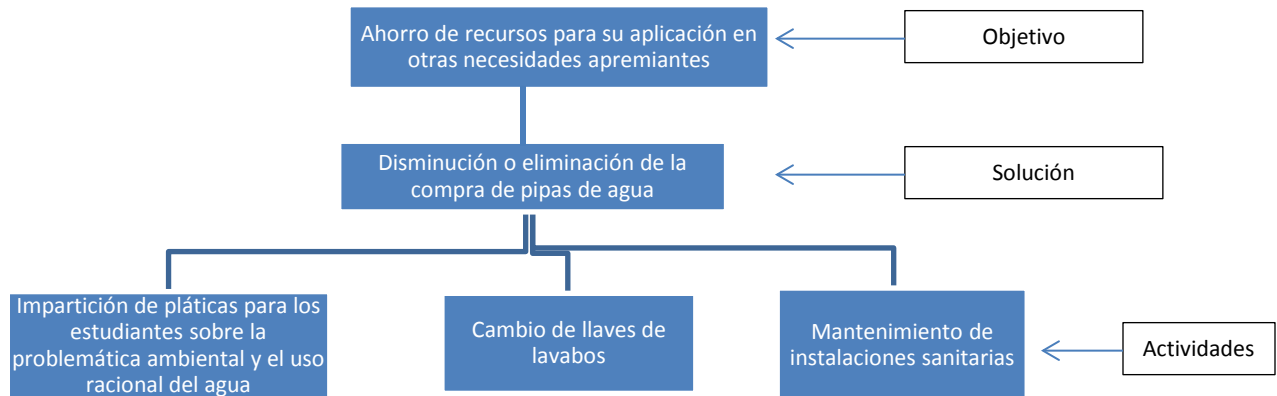 Ahorro de recursos para su aplicación en
otras necesidades apremiantes
Objetivo
Disminución o eliminación de la
compra de pipas de agua
Solución
Impartición de pláticas para los
estudiantes sobre la
problemática ambiental y el uso
racional del agua
Cambio de llaves de
lavabos
Mantenimiento de
instalaciones sanitarias
Actividades